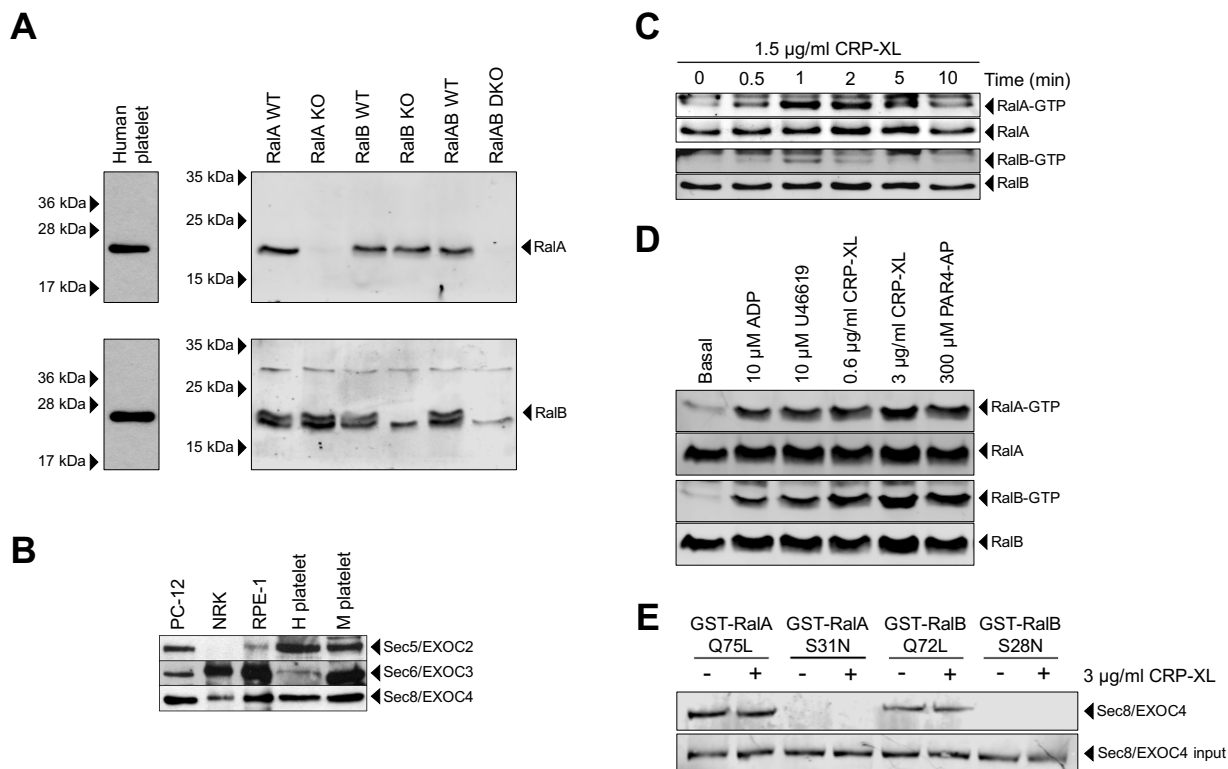 A
Human platelet
RalA WT
RalA KO
RalB WT
RalB KO
RalAB WT
RalAB DKO
36 kDa
28 kDa
17 kDa
35 kDa
25 kDa
15 kDa
RalA
36 kDa
28 kDa
17 kDa
35 kDa
25 kDa
15 kDa
RalB
B
PC-12
NRK
RPE-1
H platelet
M platelet
Sec5/EXOC2
Sec6/EXOC3
Sec8/EXOC4
C
1.5 µg/ml CRP-XL
0 0.5 1 2 5 10 Time (min)
RalA-GTP
RalA
RalB-GTP
RalB
D
Basal
10 µM ADP
10 µM U46619
0.6 µg/ml CRP-XL
3 µg/ml CRP-XL
300 µM PAR4-AP
RalA-GTP
RalA
RalB-GTP
RalB
E
GST-RalA GST-RalA GST-RalB GST-RalB
Q75L S31N Q72L S28N
- + - + - + - + 3 µg/ml CRP-XL
Sec8/EXOC4
Sec8/EXOC4 input